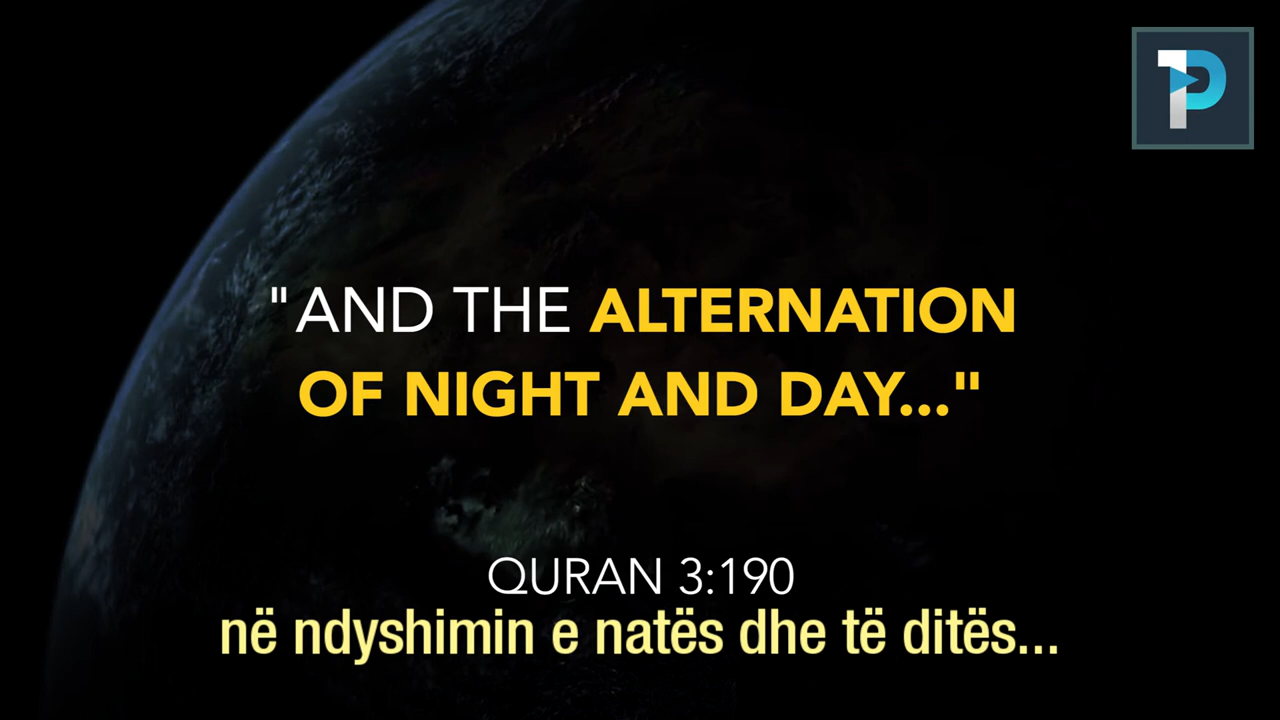 "AND THE ALTERNATION
OF NIGHT AND DAY..."
QURAN 3:190
në ndyshimin e natës dhe të ditës...